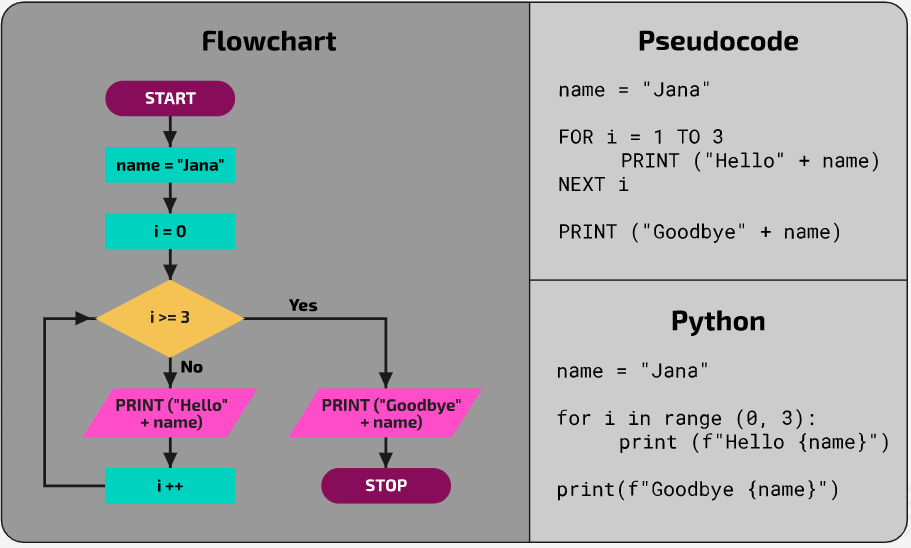 Flowchart
START
name = "Jana"
i = 0
i >= 3
Yes
No
PRINT ("Hello"
+ name)
PRINT ("Goodbye"
+ name)
i ++
STOP
Pseudocode
name = "Jana"
FOR i = 1 TO 3
PRINT ("Hello" + name)
NEXT i
PRINT ("Goodbye" + name)
Python
name = "Jana"
for i in range (0, 3):
print (f"Hello {name}")
print(f"Goodbye {name}")